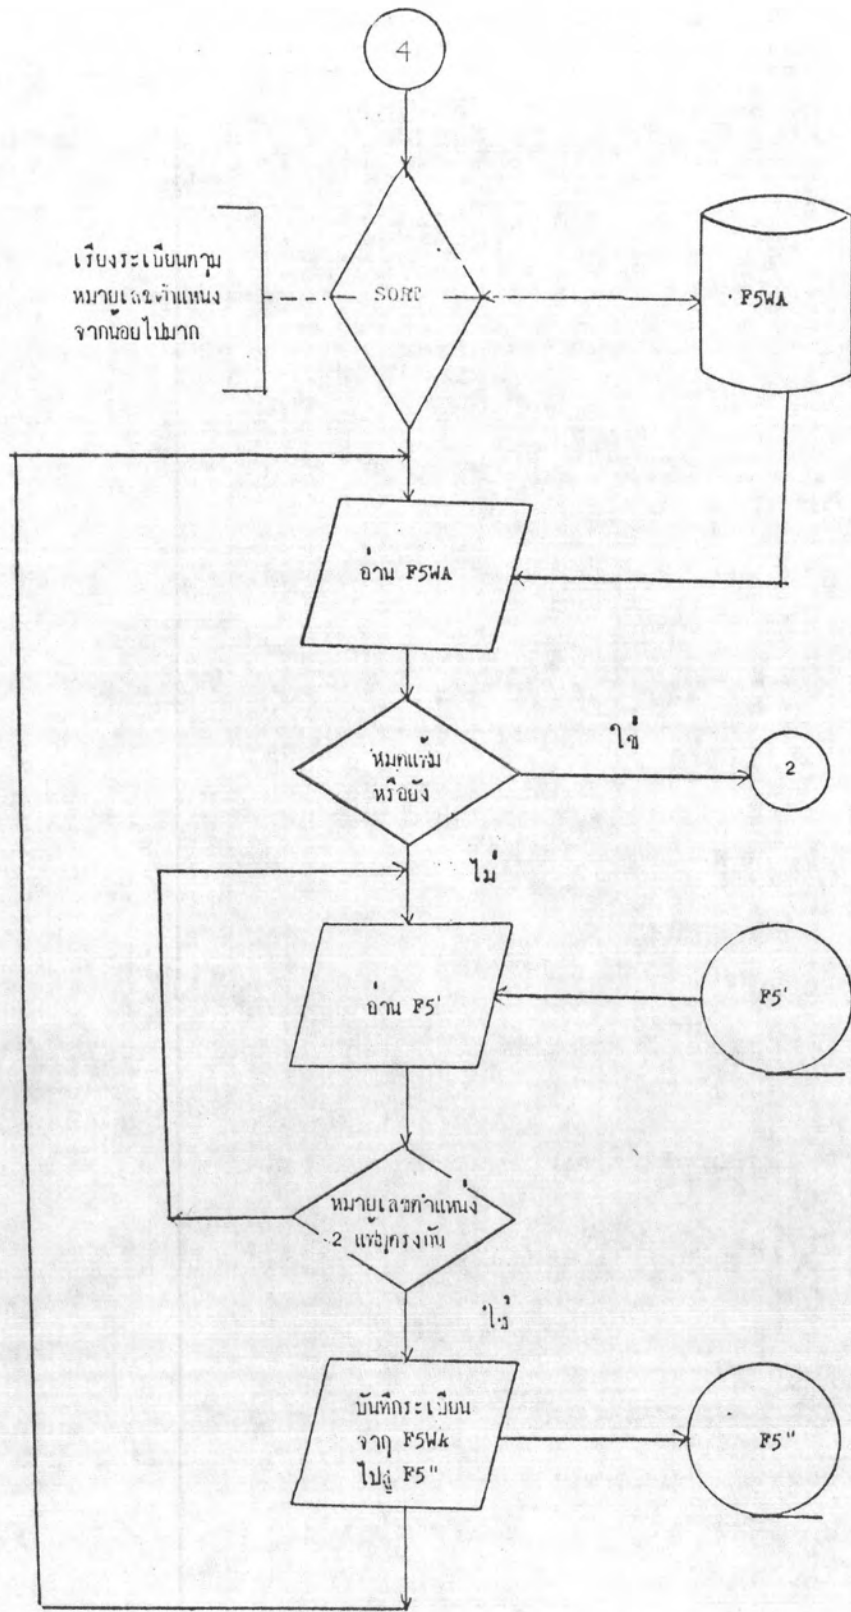 4
เรียงระเบียนตาม
หมายเลขตำแหน่ง
จากน้อยไปมาก
SORT
F5WA
อ่าน F5WA
หมดแฟ้ม
หรือยัง
ใช่
2
ไม่
อ่าน F5'
F5'
หมายเลขตำแหน่ง
2 แฟ้มตรงกัน
ใช่
บันทึกระเบียน
จาก F5WA
ไปสู่ F5"
F5"